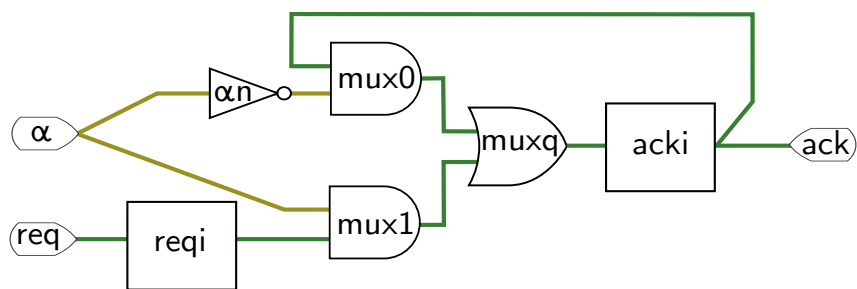 mux0
αn
α
muxq
acki
ack
mux1
req
reqi